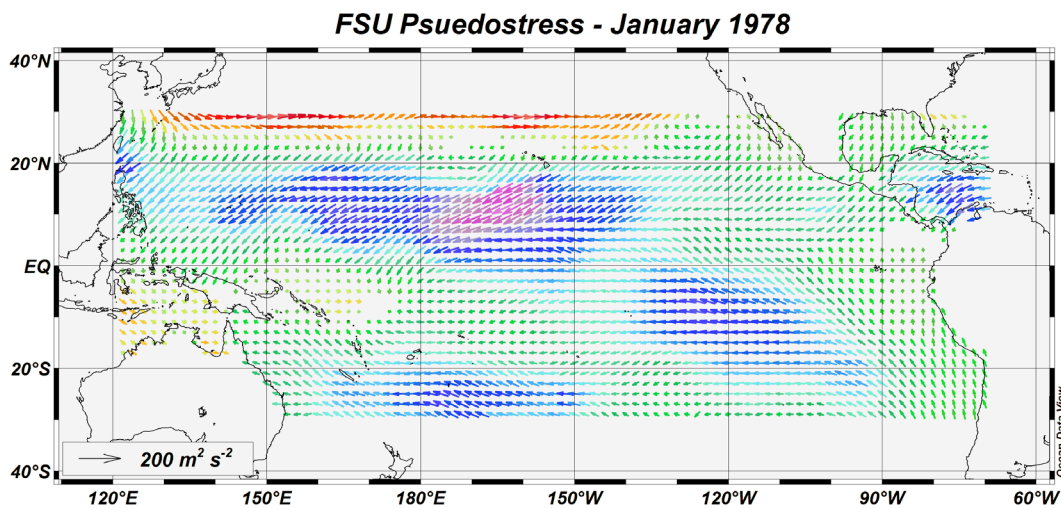 FSU Psuedostress - January 1978
40°N
20°N
EQ
20°S
40°S
200 m² s⁻²
120°E 150°E 180°E 150°W 120°W 90°W 60°W
Ocean Data View